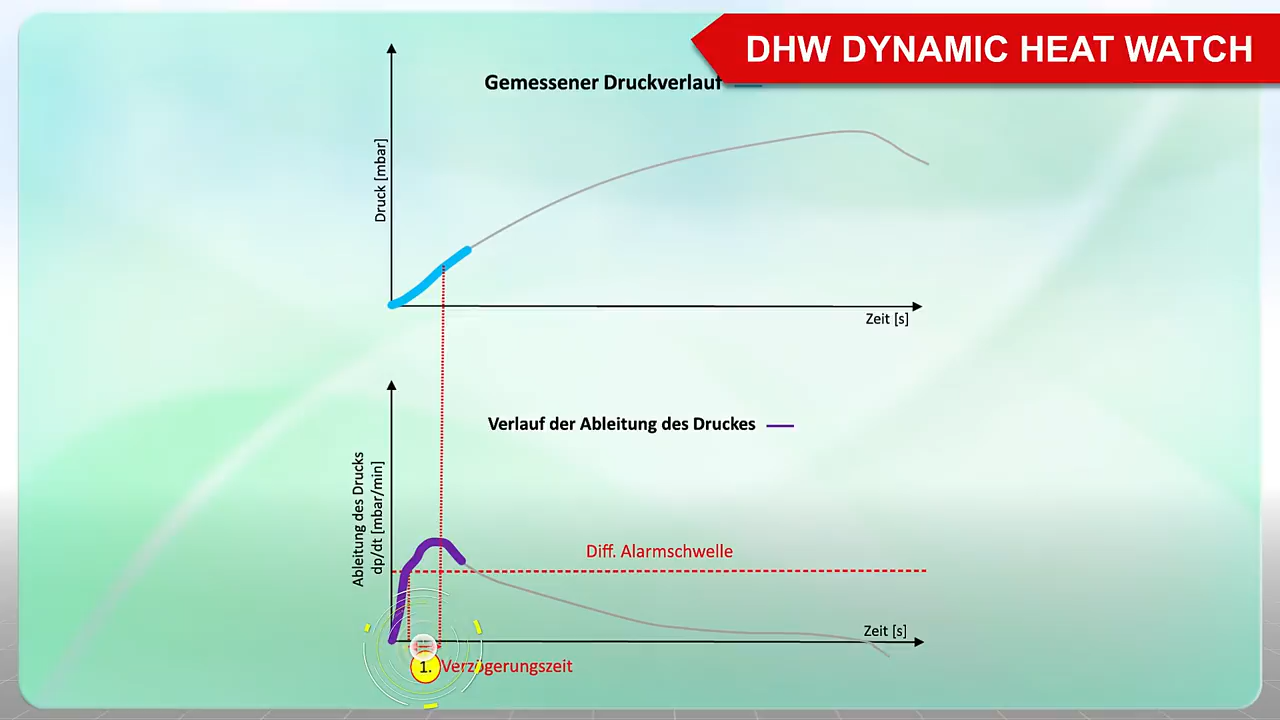 DHW DYNAMIC HEAT WATCH
Gemessener Druckverlauf
Druck [mbar]
Zeit [s]
Verlauf der Ableitung des Druckes
Ableitung des Drucks
dp/dt [mbar/min]
Diff. Alarmschwelle
Zeit [s]
1. Verzögerungszeit